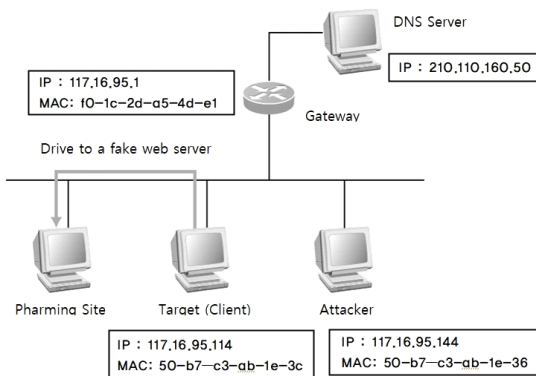 DNS Server
IP : 210.110.160.50
IP : 117.16.95.1
MAC: f0-1c-2d-a5-4d-e1
Gateway
Drive to a fake web server
Pharming Site
Target (Client)
Attacker
IP : 117.16.95.114
MAC: 50-b7-c3-ab-1e-3c
IP : 117.16.95.144
MAC: 50-b7-c3-ab-1e-36